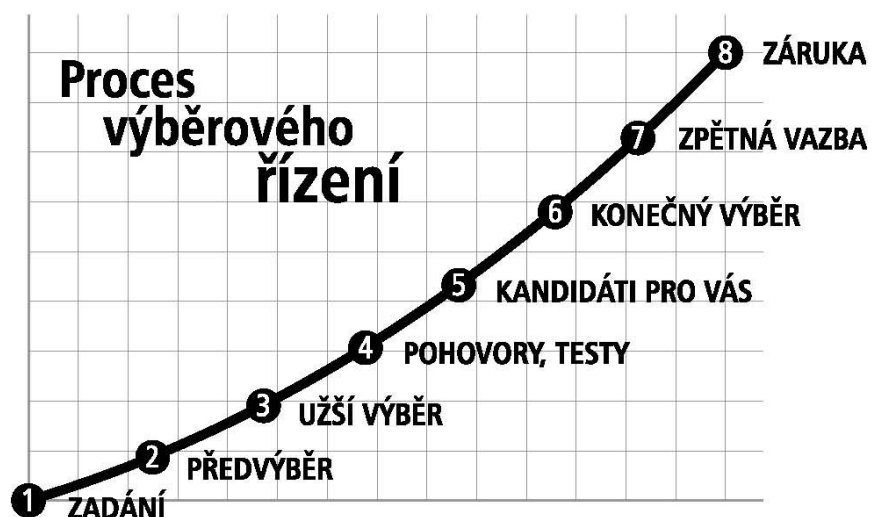 Proces
výběrového
řízení
8 ZÁRUKA
7 ZPĚTNÁ VAZBA
6 KONEČNÝ VÝBĚR
5 KANDIDÁTI PRO VÁS
4 POHOVORY, TESTY
3 UŽŠÍ VÝBĚR
2 PŘEDVÝBĚR
1 ZADÁNÍ